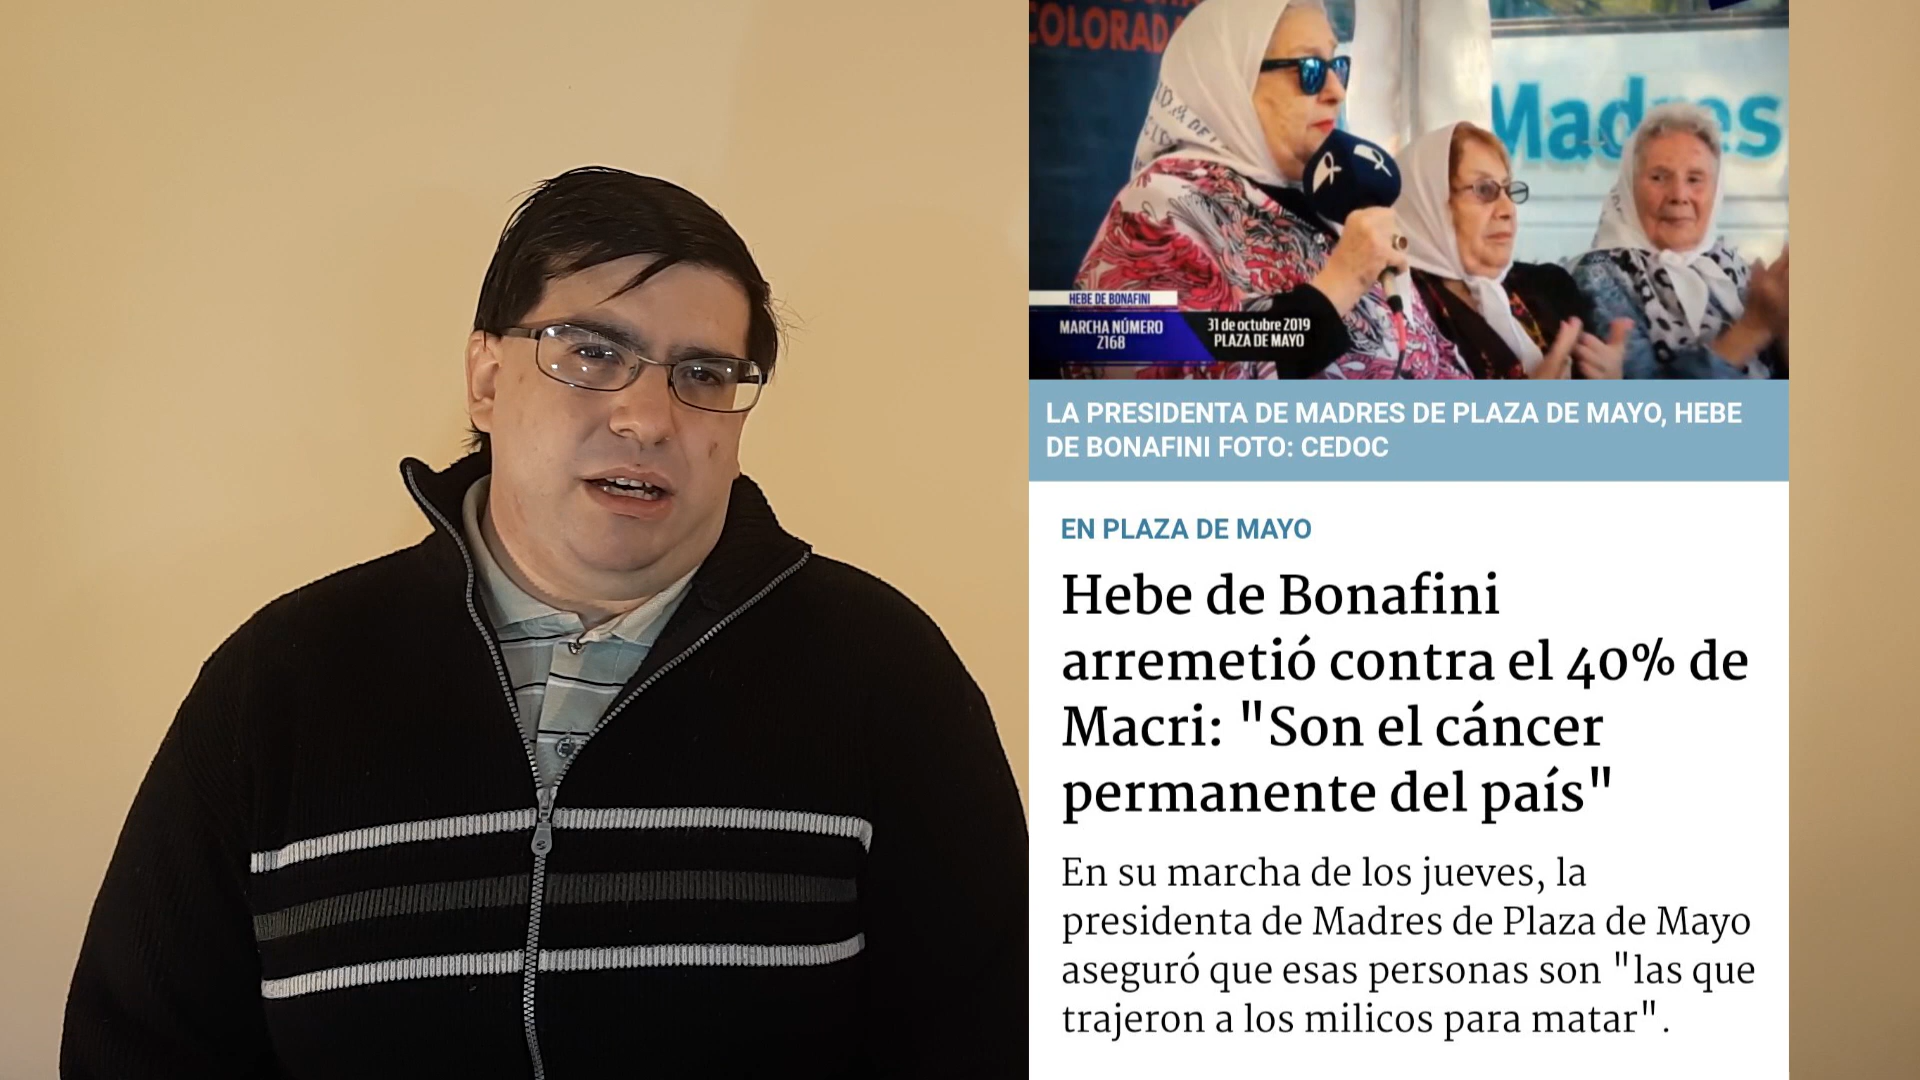 COLORAD
Madres
HEBE DE BONAFINI
MARCHA NÚMERO
2168
31 de octubre 2019
PLAZA DE MAYO
LA PRESIDENTA DE MADRES DE PLAZA DE MAYO, HEBE
DE BONAFINI FOTO: CEDOC
EN PLAZA DE MAYO
Hebe de Bonafini
arremetió contra el 40% de
Macri: "Son el cáncer
permanente del país"
En su marcha de los jueves, la
presidenta de Madres de Plaza de Mayo
aseguró que esas personas son "las que
trajeron a los milicos para matar".